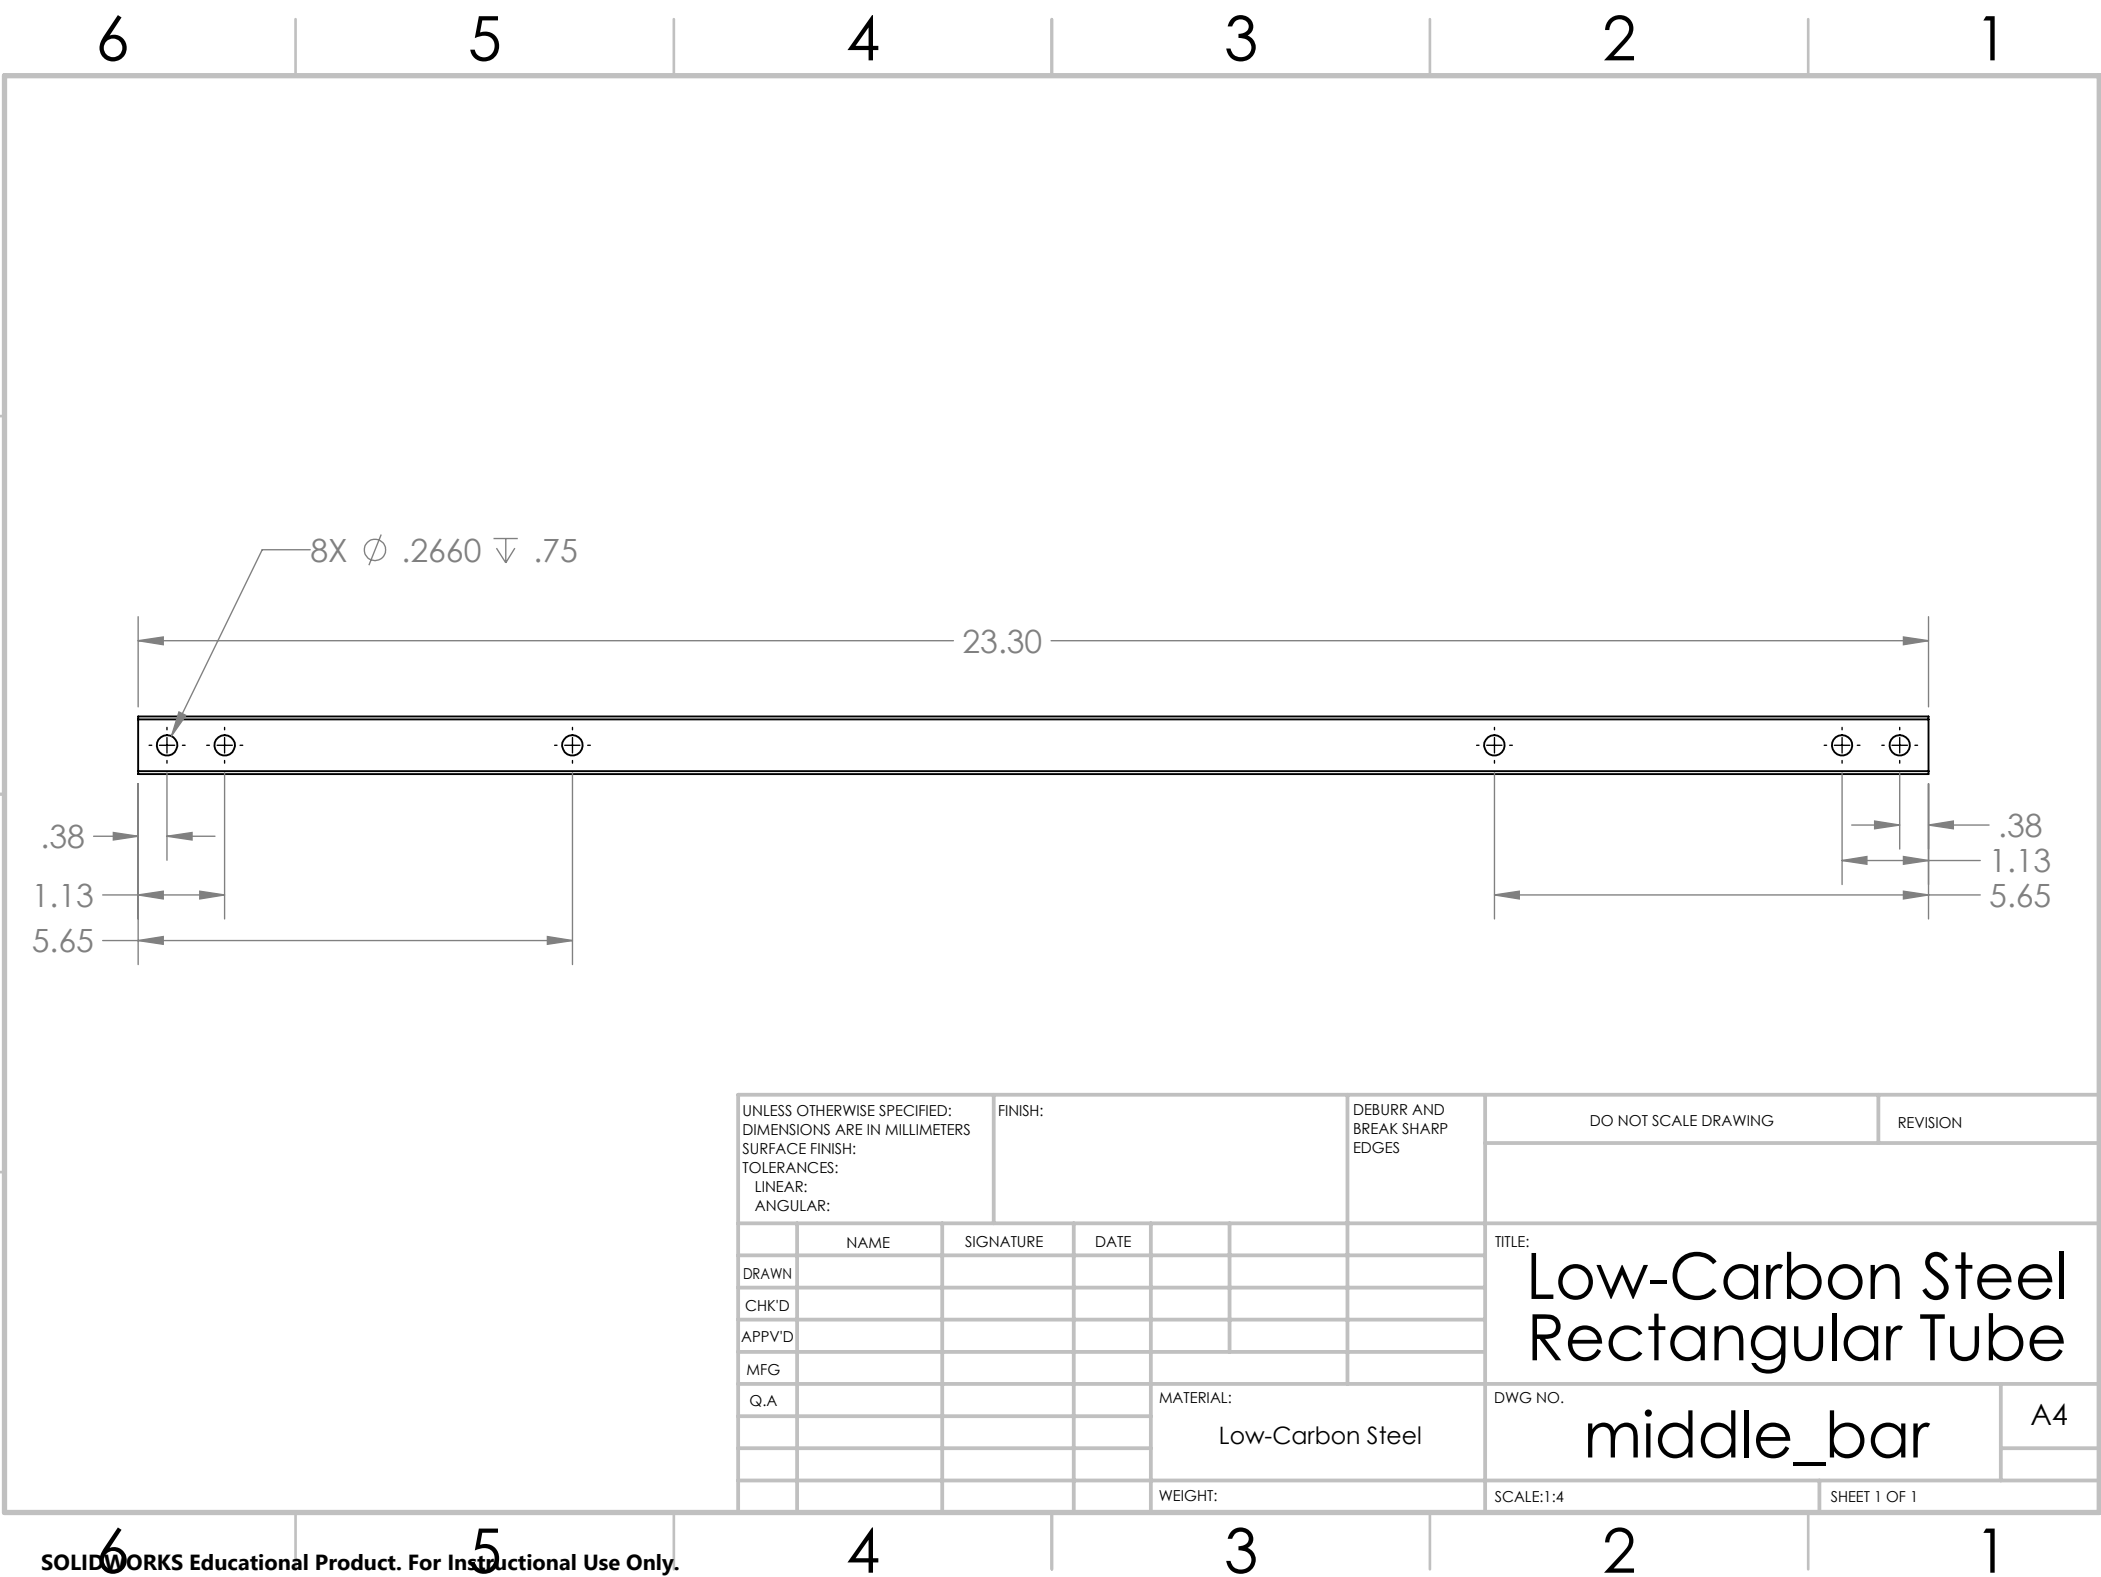 6 5 4 3 2 1
8X ∅ .2660 ↧ .75
23.30
.38
1.13
5.65
.38
1.13
5.65
UNLESS OTHERWISE SPECIFIED:
DIMENSIONS ARE IN MILLIMETERS
SURFACE FINISH:
TOLERANCES:
LINEAR:
ANGULAR:
FINISH:
DEBURR AND
BREAK SHARP
EDGES
DO NOT SCALE DRAWING
REVISION
NAME SIGNATURE DATE
DRAWN
CHK'D
APPV'D
MFG
Q.A
TITLE:
Low-Carbon Steel
Rectangular Tube
MATERIAL:
Low-Carbon Steel
DWG NO.
middle_bar
A4
WEIGHT:
SCALE:1:4
SHEET 1 OF 1
6 5 4 3 2 1
SOLIDWORKS Educational Product. For Instructional Use Only.